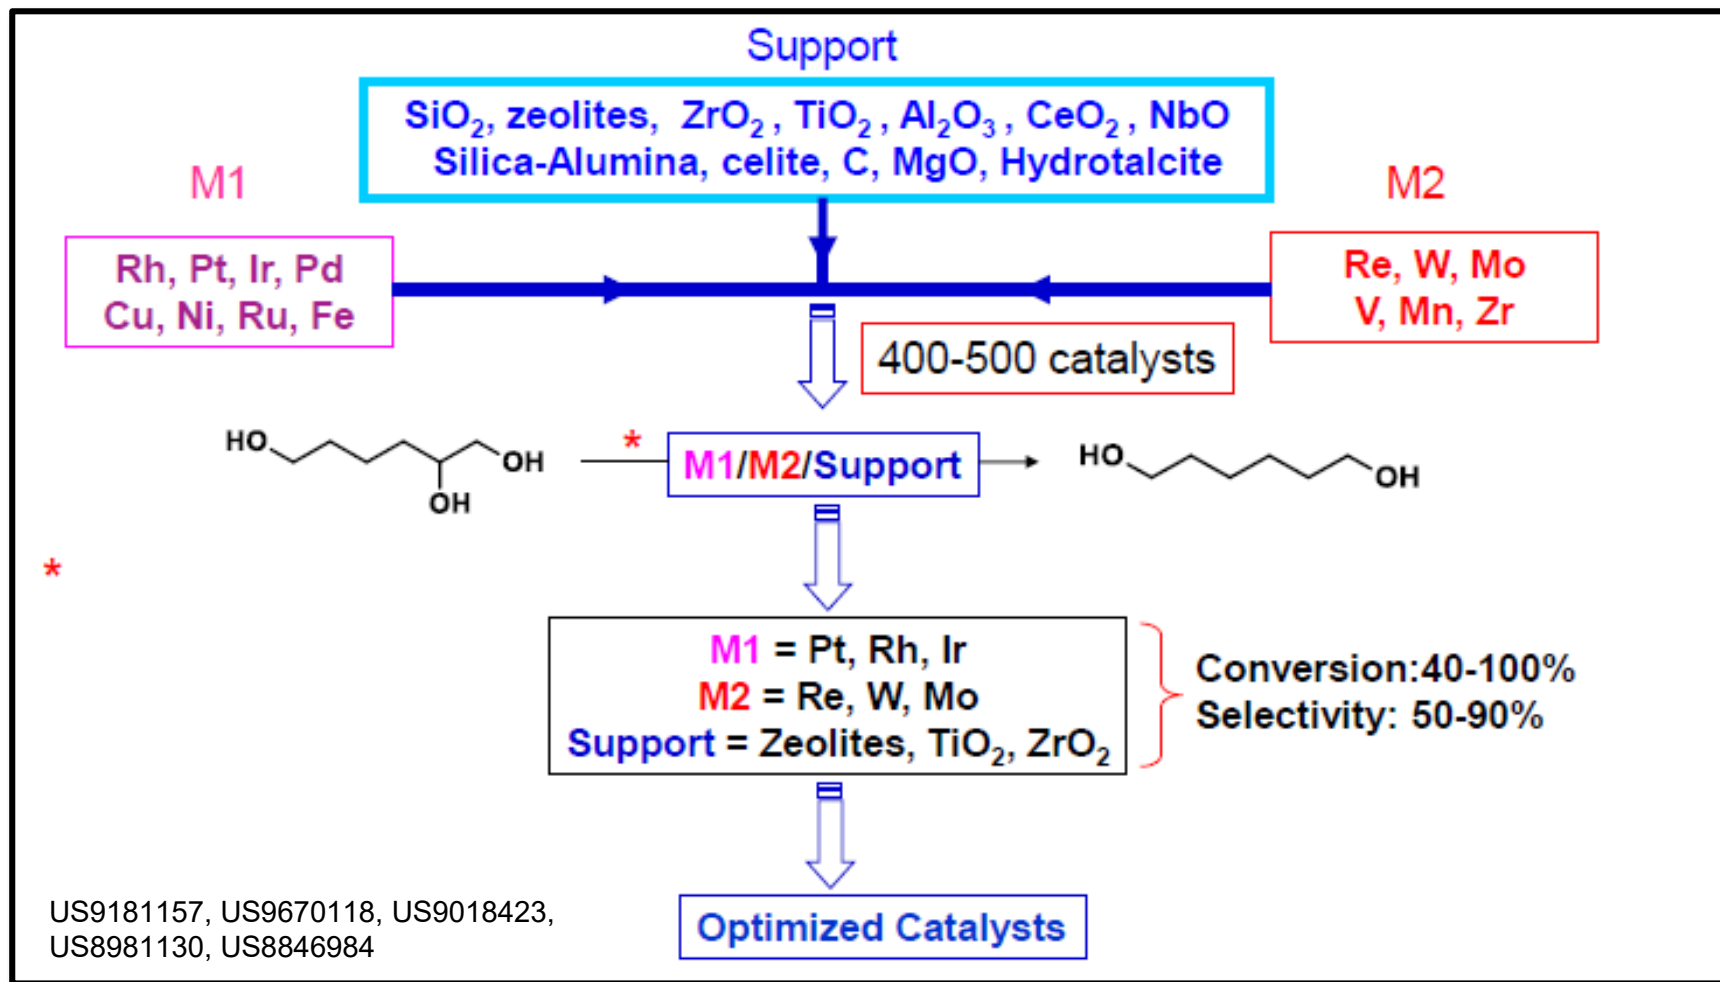 Support
SiO₂, zeolites, ZrO₂, TiO₂, Al₂O₃, CeO₂, NbO
Silica-Alumina, celite, C, MgO, Hydrotalcite
M1
M2
Rh, Pt, Ir, Pd
Cu, Ni, Ru, Fe
Re, W, Mo
V, Mn, Zr
400-500 catalysts
HO
OH
OH
*
M1/M2/Support
HO
OH
*
M1 = Pt, Rh, Ir
M2 = Re, W, Mo
Support = Zeolites, TiO₂, ZrO₂
Conversion:40-100%
Selectivity: 50-90%
Optimized Catalysts
US9181157, US9670118, US9018423,
US8981130, US8846984